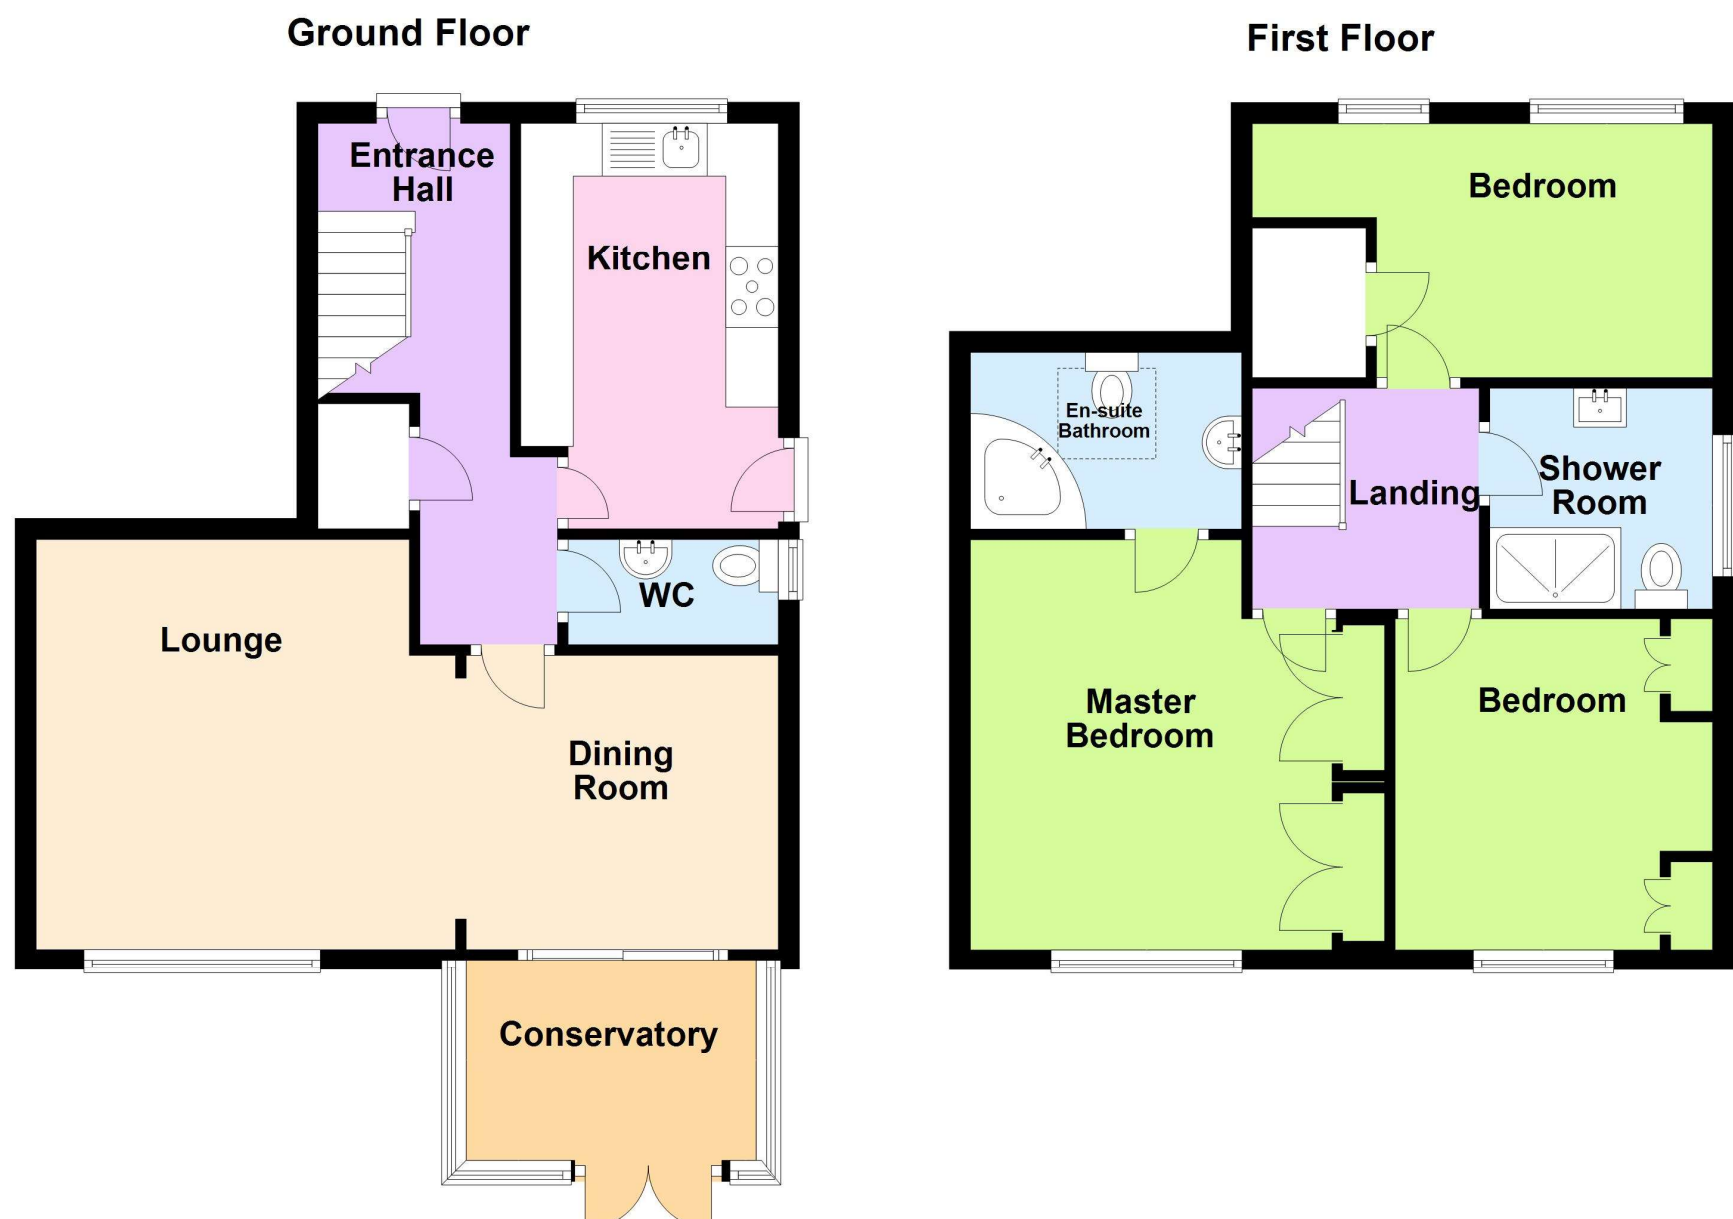 Ground Floor
Entrance
Hall
Kitchen
WC
Lounge
Dining
Room
Conservatory
First Floor
Bedroom
En-suite
Bathroom
Landing
Shower
Room
Master
Bedroom
Bedroom